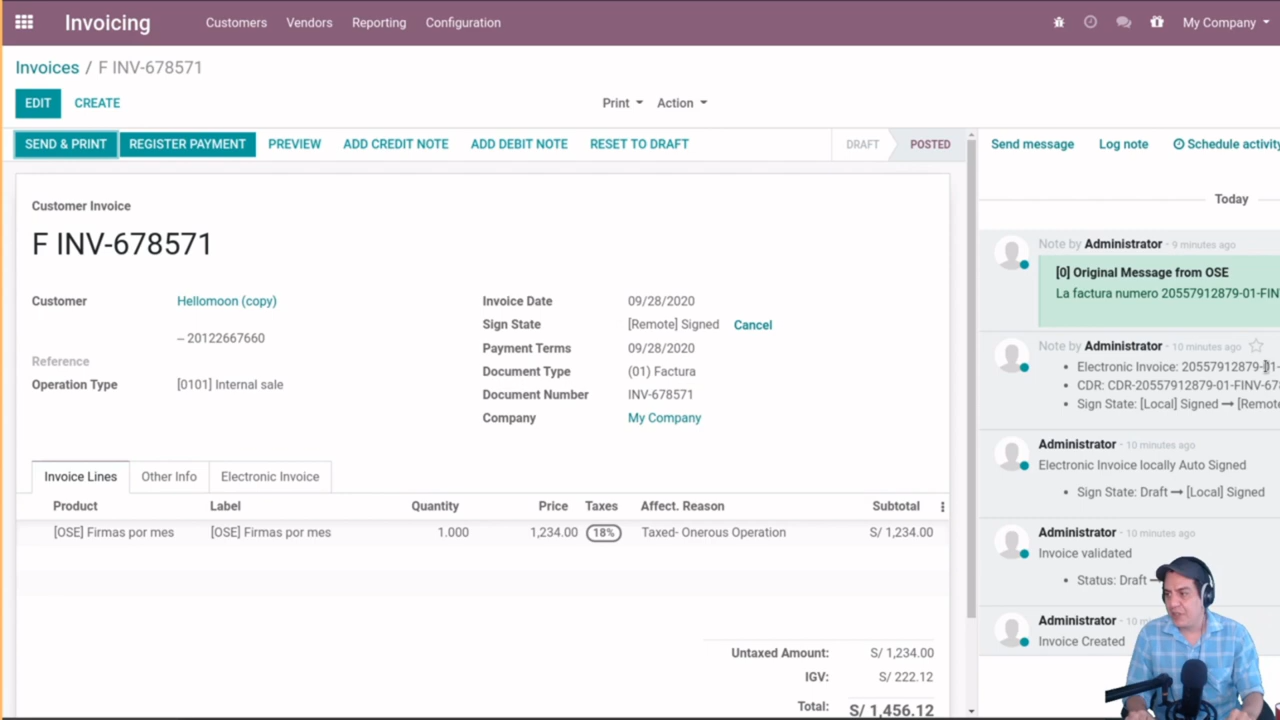 Invoicing Customers Vendors Reporting Configuration My Company
Invoices / F INV-678571
EDIT CREATE Print Action
SEND & PRINT REGISTER PAYMENT PREVIEW ADD CREDIT NOTE ADD DEBIT NOTE RESET TO DRAFT DRAFT POSTED
Customer Invoice
F INV-678571
Customer Hellomoon (copy)
– 20122667660
Reference
Operation Type [0101] Internal sale
Invoice Date 09/28/2020
Sign State [Remote] Signed Cancel
Payment Terms 09/28/2020
Document Type (01) Factura
Document Number INV-678571
Company My Company
Invoice Lines Other Info Electronic Invoice
Product Label Quantity Price Taxes Affect. Reason Subtotal
[OSE] Firmas por mes [OSE] Firmas por mes 1.000 1,234.00 18% Taxed- Onerous Operation S/ 1,234.00
Untaxed Amount: S/ 1,234.00
IGV: S/ 222.12
Total: S/ 1,456.12
Send message Log note Schedule activity
Today
Note by Administrator - 9 minutes ago
[0] Original Message from OSE
La factura numero 20557912879-01-FIN
Note by Administrator - 10 minutes ago
• Electronic Invoice: 20557912879-01-
• CDR: CDR-20557912879-01-FINV-678
• Sign State: [Local] Signed → [Remote
Administrator - 10 minutes ago
Electronic Invoice locally Auto Signed
• Sign State: Draft → [Local] Signed
Administrator - 10 minutes ago
Invoice validated
• Status: Draft
Administrator - 10
Invoice Created